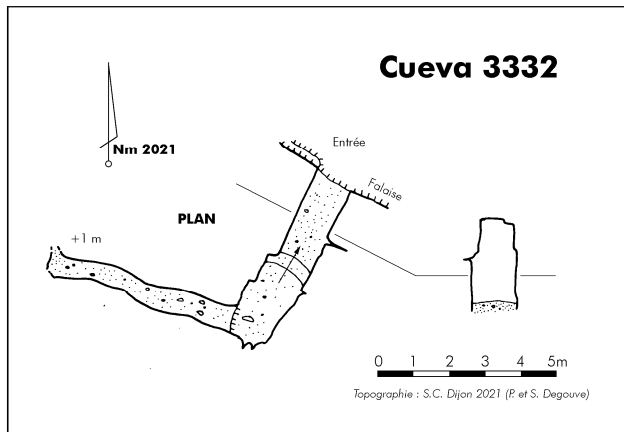 Cueva 3332
Entrée
Nm 2021
Falaise
PLAN
+1 m
0 1 2 3 4 5m
Topographie : S.C. Dijon 2021 (P. et S. Degouve)